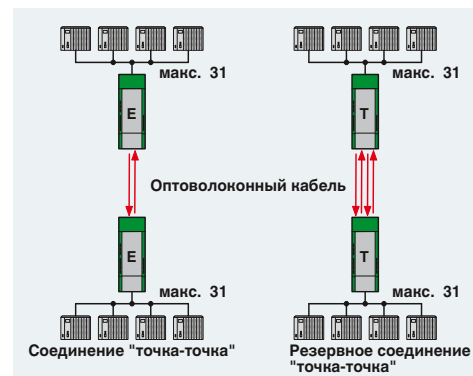 макс. 31
макс. 31
E
T
Оптоволоконный кабель
E
T
макс. 31
макс. 31
Соединение "точка-точка"
Резервное соединение
"точка-точка"